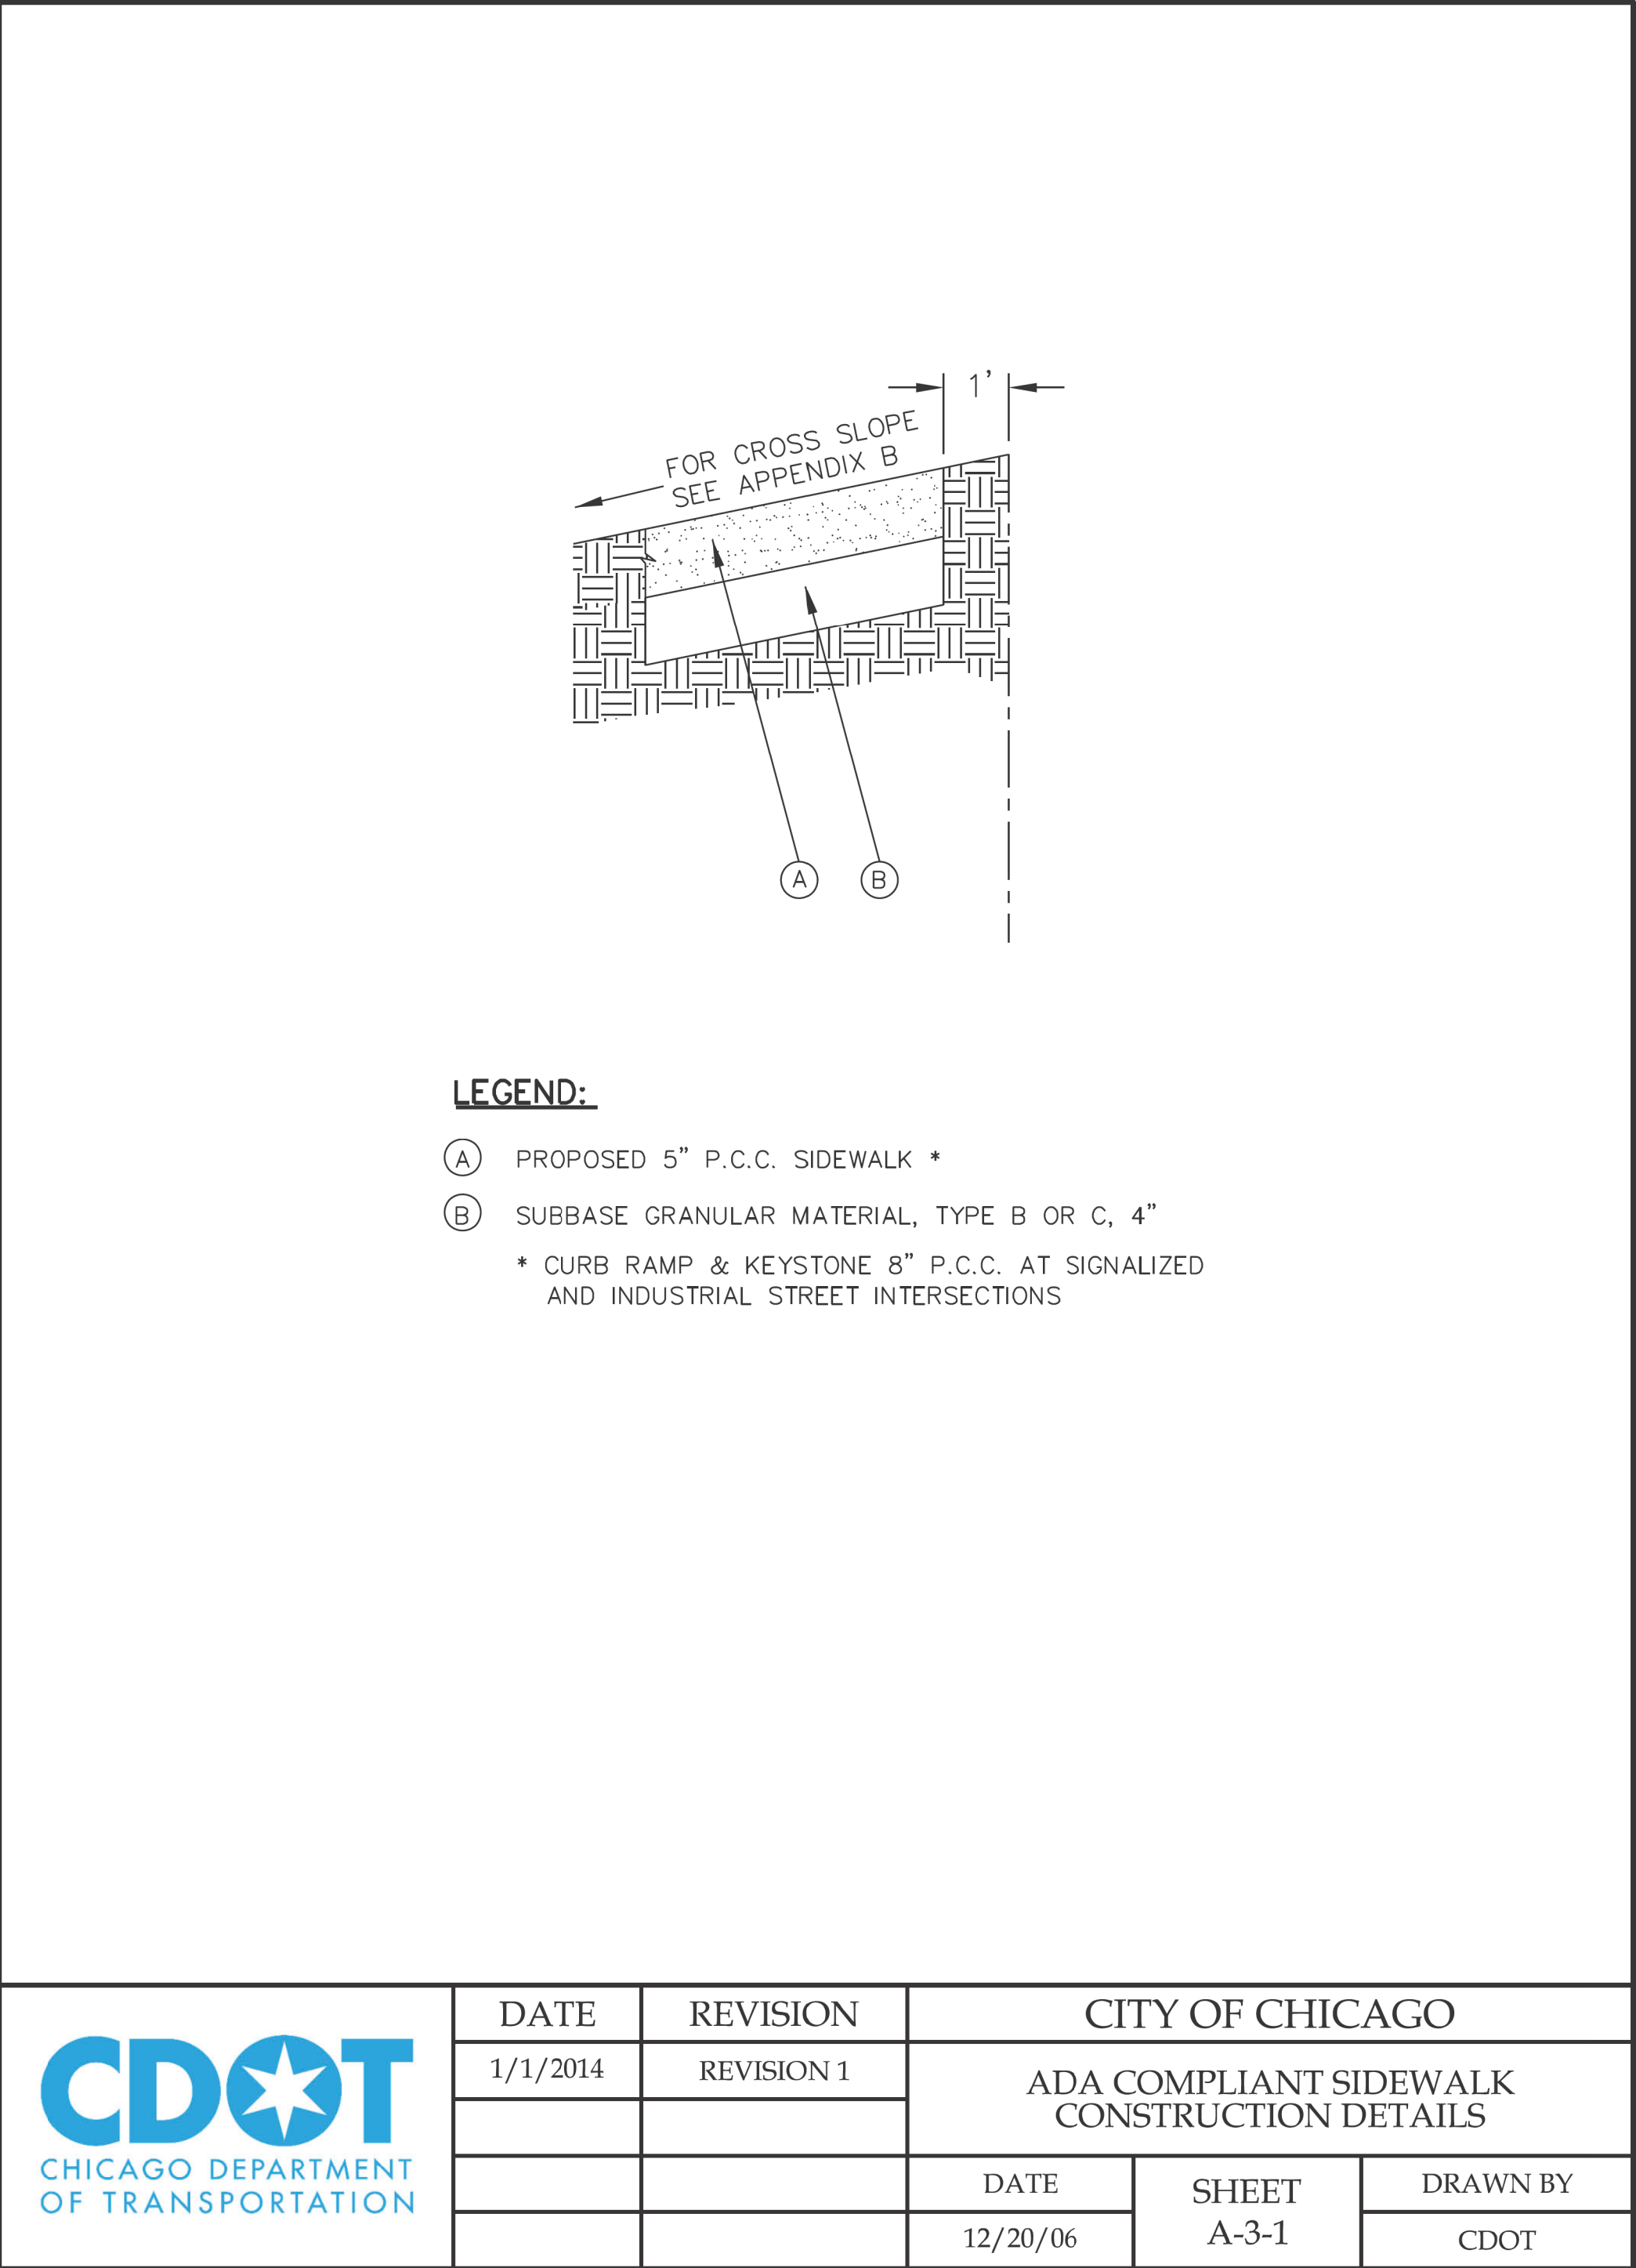 1’
FOR CROSS SLOPE
SEE APPENDIX B
A
B
LEGEND:
A PROPOSED 5” P.C.C. SIDEWALK *
B SUBBASE GRANULAR MATERIAL, TYPE B OR C, 4”
* CURB RAMP & KEYSTONE 8” P.C.C. AT SIGNALIZED
AND INDUSTRIAL STREET INTERSECTIONS
CDOT
CHICAGO DEPARTMENT
OF TRANSPORTATION
DATE REVISION
1/1/2014 REVISION 1
CITY OF CHICAGO
ADA COMPLIANT SIDEWALK
CONSTRUCTION DETAILS
DATE
12/20/06
SHEET
A-3-1
DRAWN BY
CDOT